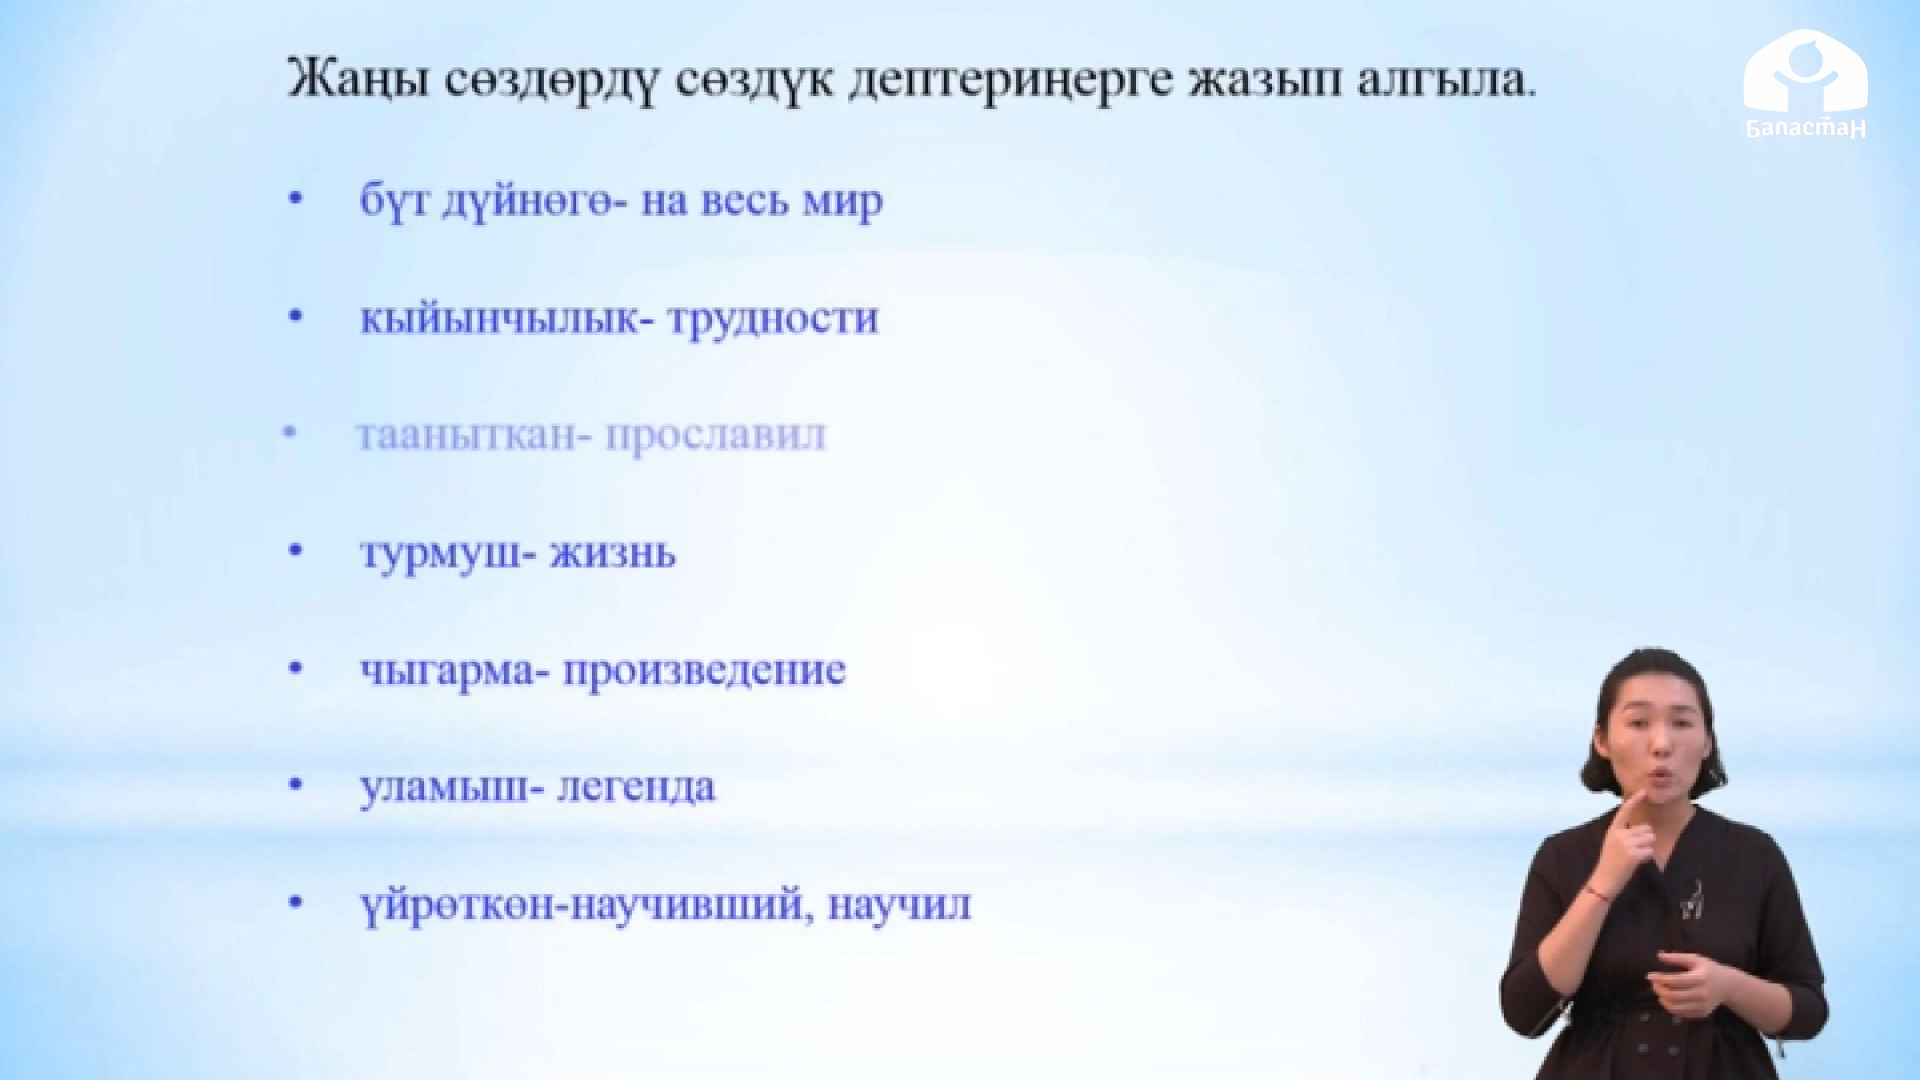 Жаңы сөздөрдү сөздүк дептериңерге жазып алгыла.
Баластан
• бүт дүйнөгө- на весь мир
• кыйынчылык- трудности
• тааныткан- прославил
• турмуш- жизнь
• чыгарма- произведение
• уламыш- легенда
• үйрөткөн-научивший, научил